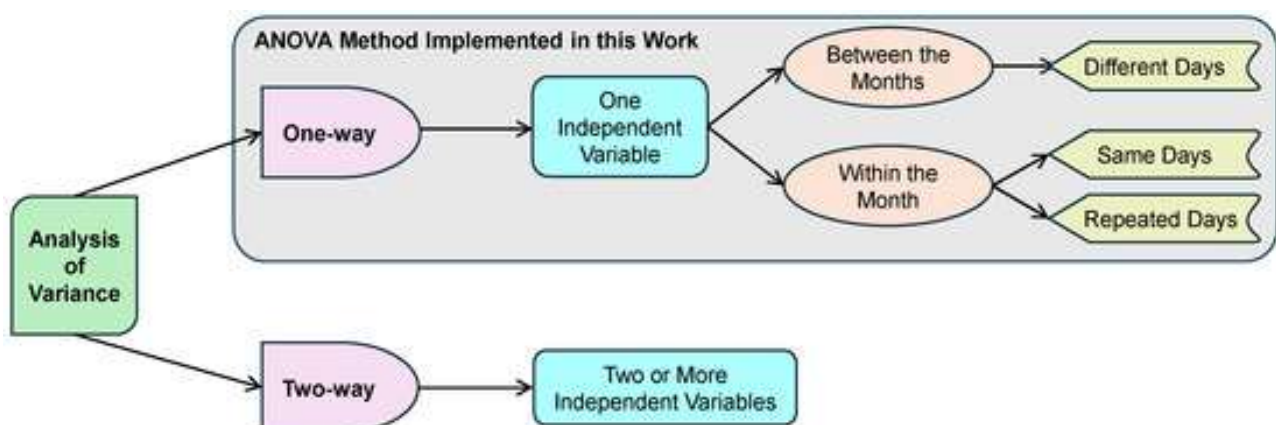 ANOVA Method Implemented in this Work
One-way
One
Independent
Variable
Between the
Months
Different Days
Within the
Month
Same Days
Repeated Days
Analysis
of
Variance
Two-way
Two or More
Independent Variables